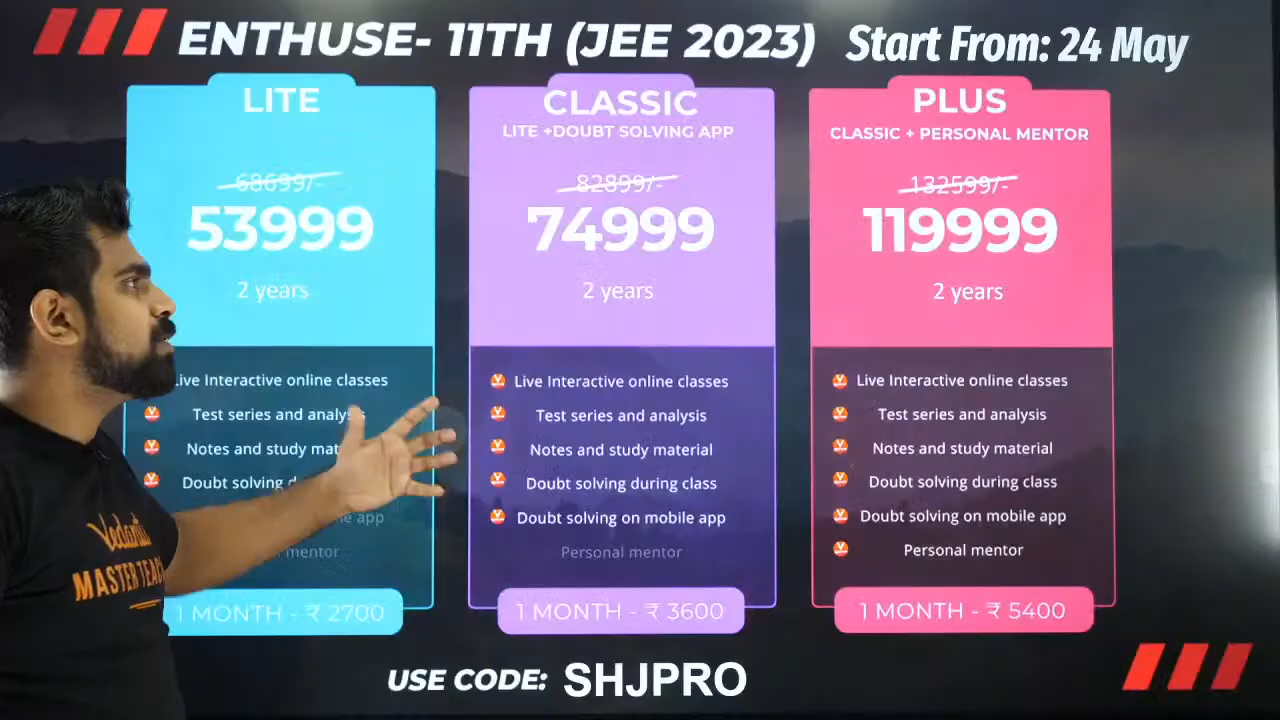 ENTHUSE- 11TH (JEE 2023) Start From: 24 May
LITE
68699/-
53999
2 years
Live Interactive online classes
Test series and analysis
Notes and study mat
Doubt solving d
le app
mentor
1 MONTH - ₹ 2700
CLASSIC
LITE +DOUBT SOLVING APP
82899/-
74999
2 years
Live Interactive online classes
Test series and analysis
Notes and study material
Doubt solving during class
Doubt solving on mobile app
Personal mentor
1 MONTH - ₹ 3600
PLUS
CLASSIC + PERSONAL MENTOR
132599/-
119999
2 years
Live Interactive online classes
Test series and analysis
Notes and study material
Doubt solving during class
Doubt solving on mobile app
Personal mentor
1 MONTH - ₹ 5400
USE CODE: SHJPRO
Vedantu
MASTER TEAC